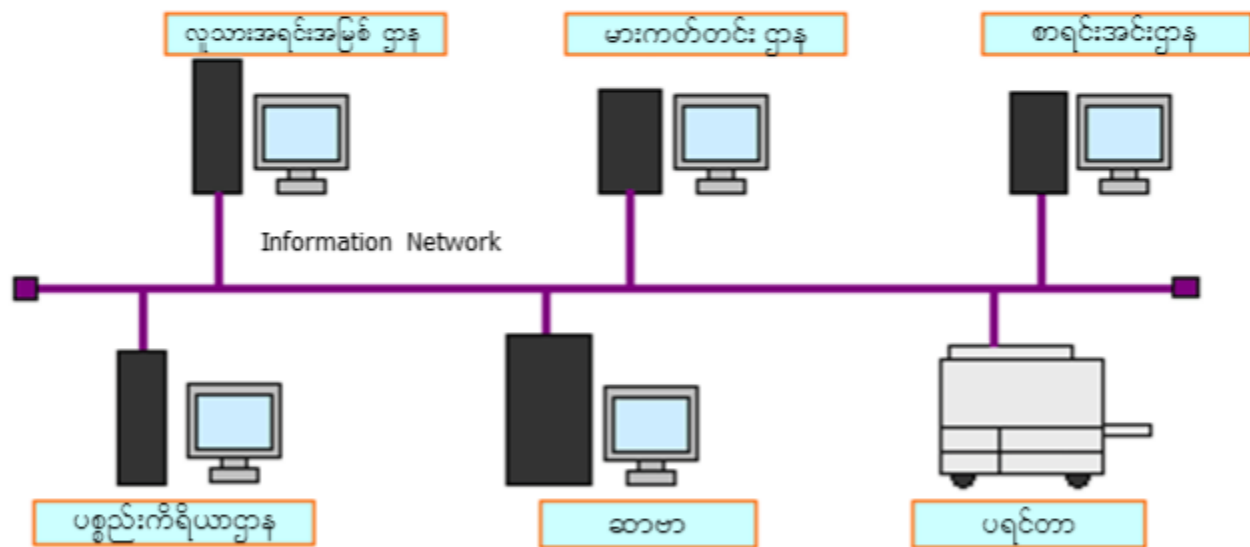 လူသားအရင်းအမြစ် ဌာန
မားကတ်တင်း ဌာန
စာရင်းအင်းဌာန
Information Network
ပစ္စည်းကိရိယာဌာန
ဆာဗာ
ပရင်တာ